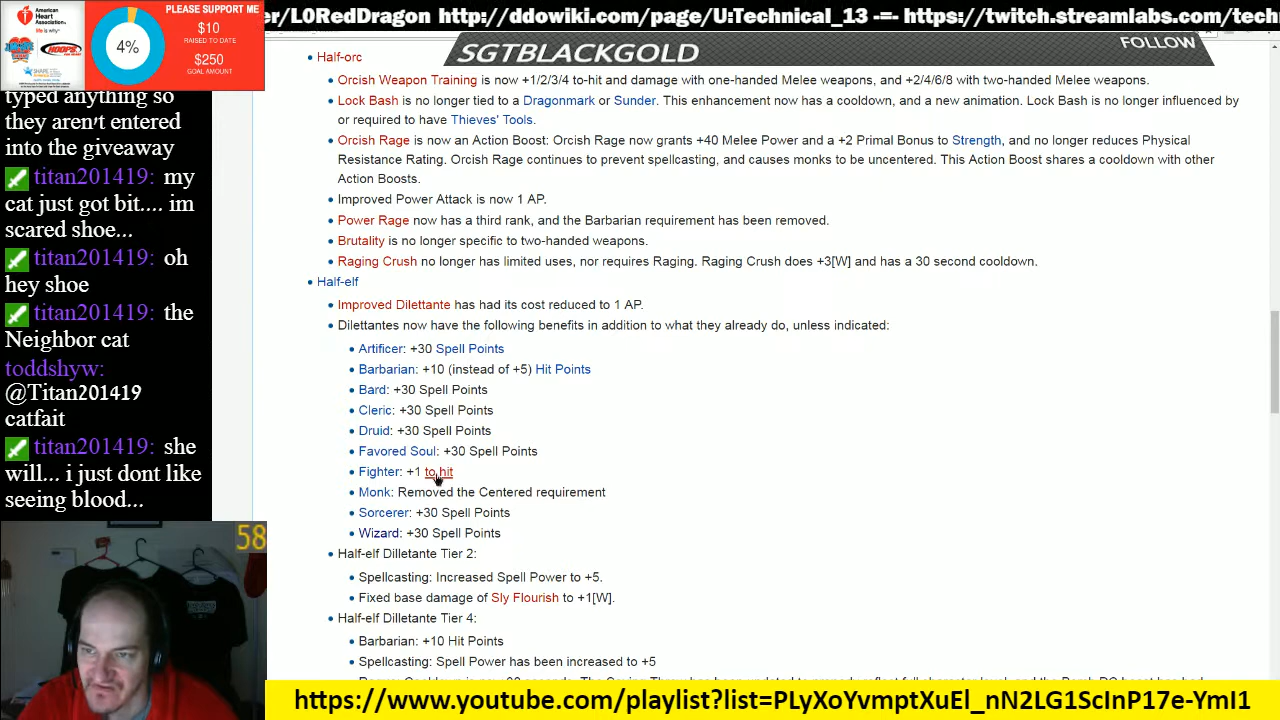 er/L0RedDragon http://ddowiki.com/page/UnTechnical_13 -=- https://twitch.streamlabs.com/tech
American
Heart
Association®
life is why™
HOOPS.
PLEASE SUPPORT ME
4%
$10
RAISED TO DATE
$250
GOAL AMOUNT
SGTBLACKGOLD
FOLLOW
typed anything so
they aren't entered
into the giveaway
titan201419: my
cat just got bit.... im
scared shoe...
titan201419: oh
hey shoe
titan201419: the
Neighbor cat
toddshyw:
@Titan201419
catfait
titan201419: she
will... i just dont like
seeing blood...
58
Half-orc
Orcish Weapon Training is now +1/2/3/4 to-hit and damage with one-handed Melee weapons, and +2/4/6/8 with two-handed Melee weapons.
Lock Bash is no longer tied to a Dragonmark or Sunder. This enhancement now has a cooldown, and a new animation. Lock Bash is no longer influenced by
or required to have Thieves' Tools.
Orcish Rage is now an Action Boost: Orcish Rage now grants +40 Melee Power and a +2 Primal Bonus to Strength, and no longer reduces Physical
Resistance Rating. Orcish Rage continues to prevent spellcasting, and causes monks to be uncentered. This Action Boost shares a cooldown with other
Action Boosts.
Improved Power Attack is now 1 AP.
Power Rage now has a third rank, and the Barbarian requirement has been removed.
Brutality is no longer specific to two-handed weapons.
Raging Crush no longer has limited uses, nor requires Raging. Raging Crush does +3[W] and has a 30 second cooldown.
Half-elf
Improved Dilettante has had its cost reduced to 1 AP.
Dilettantes now have the following benefits in addition to what they already do, unless indicated:
Artificer: +30 Spell Points
Barbarian: +10 (instead of +5) Hit Points
Bard: +30 Spell Points
Cleric: +30 Spell Points
Druid: +30 Spell Points
Favored Soul: +30 Spell Points
Fighter: +1 to hit
Monk: Removed the Centered requirement
Sorcerer: +30 Spell Points
Wizard: +30 Spell Points
Half-elf Dilletante Tier 2:
Spellcasting: Increased Spell Power to +5.
Fixed base damage of Sly Flourish to +1[W].
Half-elf Dilletante Tier 4:
Barbarian: +10 Hit Points
Spellcasting: Spell Power has been increased to +5
https://www.youtube.com/playlist?list=PLyXoYvmptXuEl_nN2LG1ScInP17e-YmI1